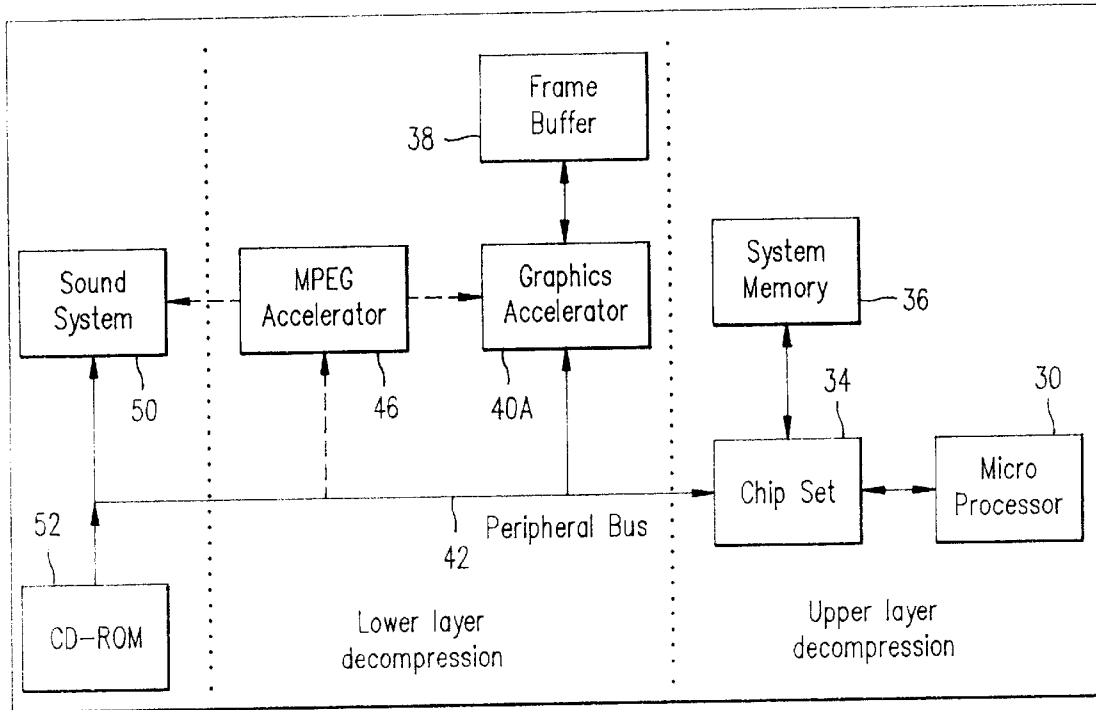 Frame
Buffer
38
Sound
System
50
MPEG
Accelerator
46
Graphics
Accelerator
40A
System
Memory
36
34
30
Chip Set
Micro
Processor
Peripheral Bus
42
52
CD-ROM
Lower layer
decompression
Upper layer
decompression